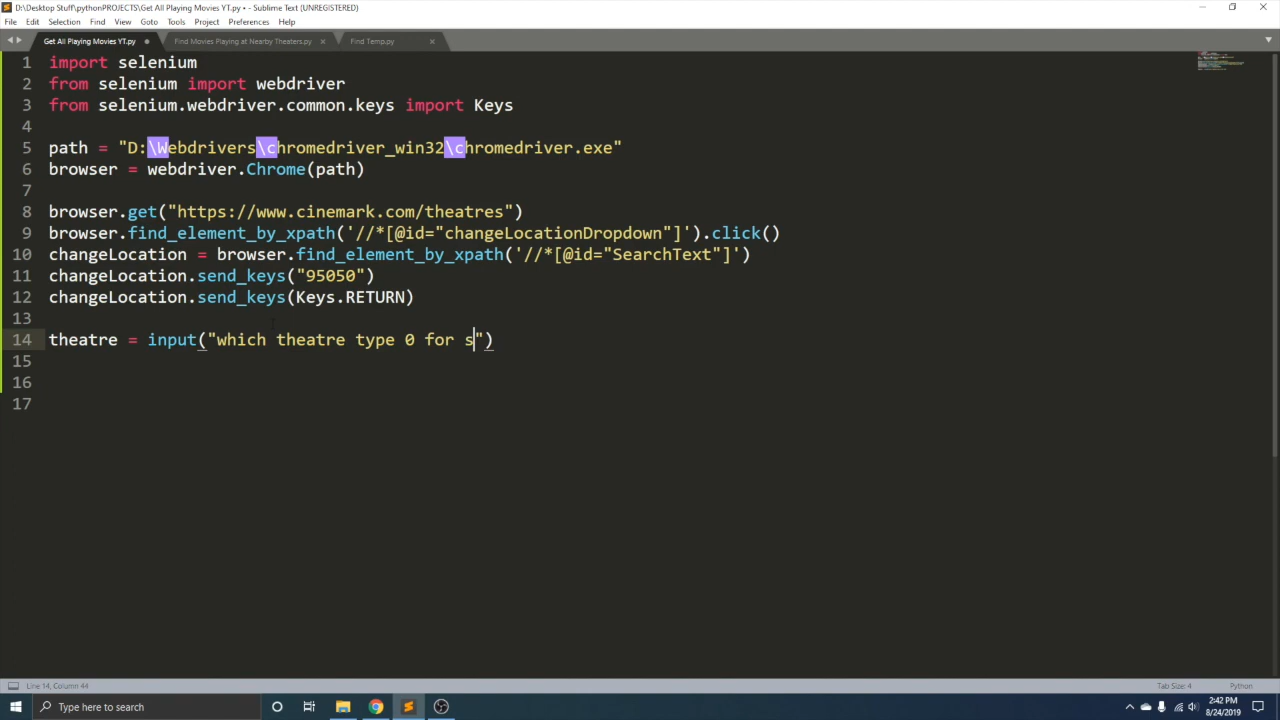 D:\Desktop Stuff\pythonPROJECTS\Get All Playing Movies YT.py • - Sublime Text (UNREGISTERED)
File Edit Selection Find View Goto Tools Project Preferences Help
Get All Playing Movies YT.py Find Movies Playing at Nearby Theaters.py Find Temp.py
1 import selenium
2 from selenium import webdriver
3 from selenium.webdriver.common.keys import Keys
4
5 path = "D:\Webdrivers\chromedriver_win32\chromedriver.exe"
6 browser = webdriver.Chrome(path)
7
8 browser.get("https://www.cinemark.com/theatres")
9 browser.find_element_by_xpath('//*[@id="changeLocationDropdown"]').click()
10 changeLocation = browser.find_element_by_xpath('//*[@id="SearchText"]')
11 changeLocation.send_keys("95050")
12 changeLocation.send_keys(Keys.RETURN)
13
14 theatre = input("which theatre type 0 for s")
15
16
17
Line 14, Column 44 Tab Size: 4 Python
Type here to search 2:42 PM
8/24/2019